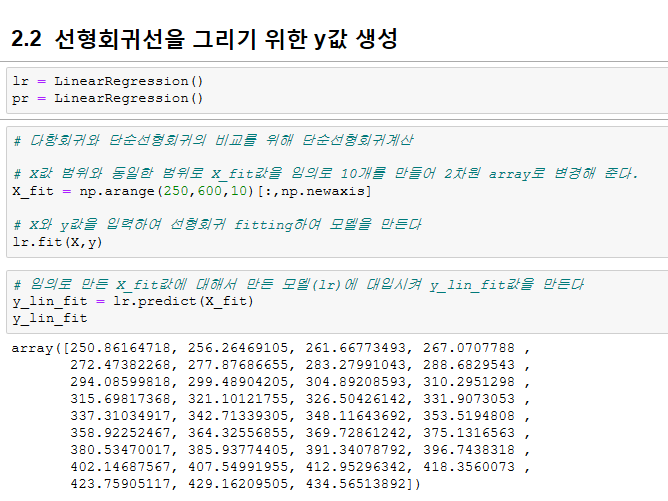 2.2 선형회귀선을 그리기 위한 y값 생성
lr = LinearRegression()
pr = LinearRegression()
# 다항회귀와 단순선형회귀의 비교를 위해 단순선형회귀계산
# X값 범위와 동일한 범위로 X_fit값을 임의로 10개를 만들어 2차원 array로 변경해 준다.
X_fit = np.arange(250,600,10)[:,np.newaxis]
# X와 y값을 입력하여 선형회귀 fitting하여 모델을 만든다
lr.fit(X,y)
# 임의로 만든 X_fit값에 대해서 만든 모델(lr)에 대입시켜 y_lin_fit값을 만든다
y_lin_fit = lr.predict(X_fit)
y_lin_fit
array([250.86164718, 256.26469105, 261.66773493, 267.0707788 ,
272.47382268, 277.87686655, 283.27991043, 288.6829543 ,
294.08599818, 299.48904205, 304.89208593, 310.2951298 ,
315.69817368, 321.10121755, 326.50426142, 331.9073053 ,
337.31034917, 342.71339305, 348.11643692, 353.5194808 ,
358.92252467, 364.32556855, 369.72861242, 375.1316563 ,
380.53470017, 385.93774405, 391.34078792, 396.7438318 ,
402.14687567, 407.54991955, 412.95296342, 418.3560073 ,
423.75905117, 429.16209505, 434.56513892])